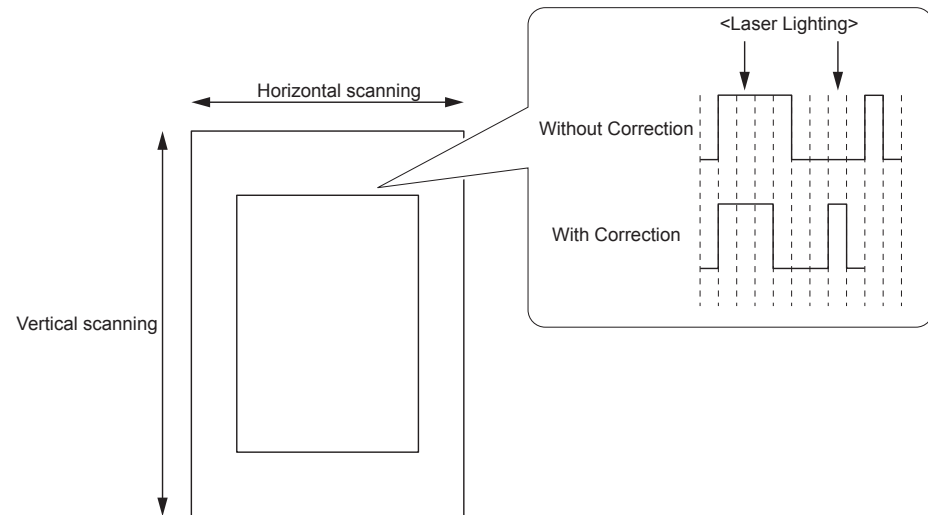 <Laser Lighting>
Horizontal scanning
Without Correction
With Correction
Vertical scanning